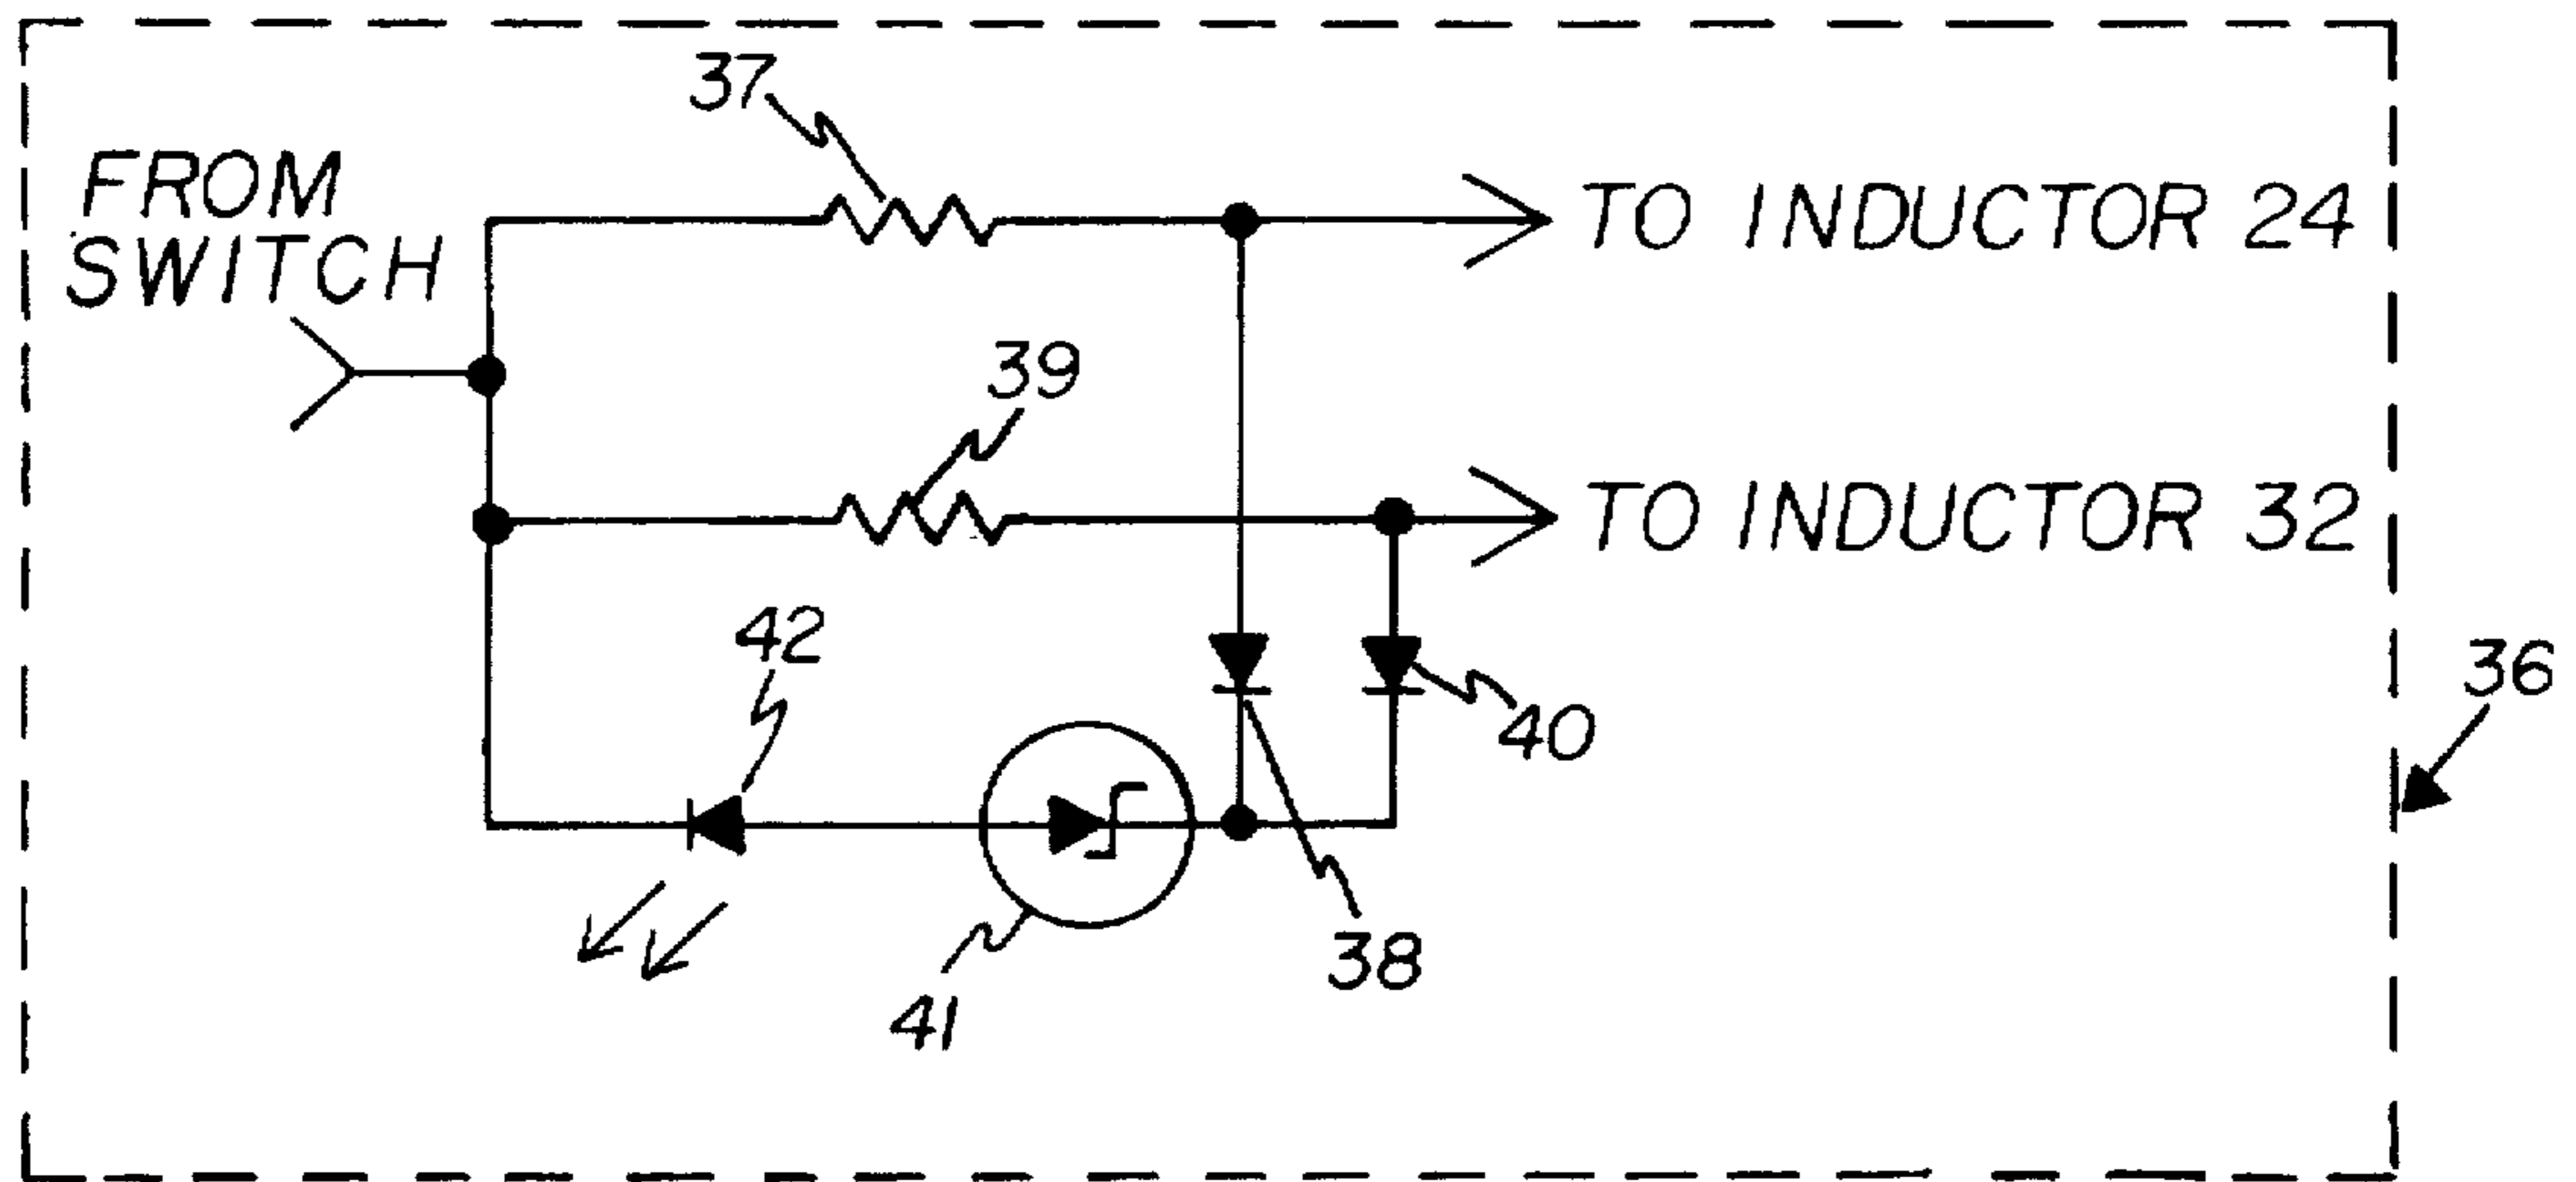 37
FROM
SWITCH
TO INDUCTOR 24
39
TO INDUCTOR 32
42
36
40
38
41